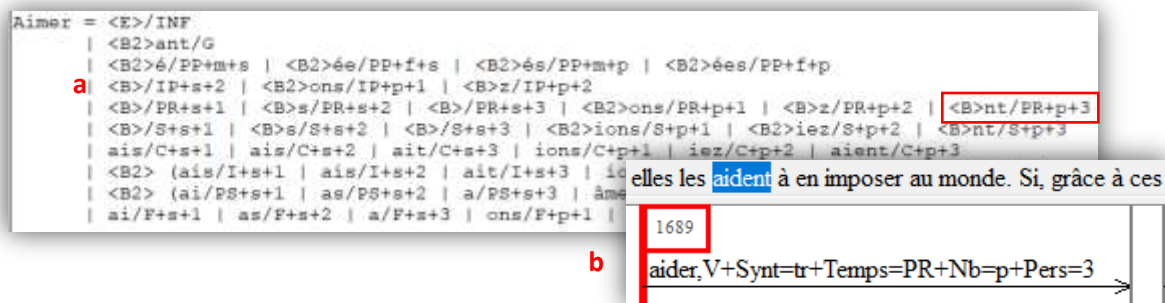 Aimer = <E>/INF
| <B2>ant/G
| <B2>é/PP+m+s | <B2>ée/PP+f+s | <B2>és/PP+m+p | <B2>ées/PP+f+p
a | <B>/IP+s+2 | <B2>ons/IP+p+1 | <B>z/IP+p+2
| <B>/PR+s+1 | <B>s/PR+s+2 | <B>/PR+s+3 | <B2>ons/PR+p+1 | <B>z/PR+p+2 | <B>nt/PR+p+3
| <B>/S+s+1 | <B>s/S+s+2 | <B>/S+s+3 | <B2>ions/S+p+1 | <B2>iez/S+p+2 | <B>nt/S+p+3
| ais/C+s+1 | ais/C+s+2 | ait/C+s+3 | ions/C+p+1 | iez/C+p+2 | aient/C+p+3
| <B2> (ais/I+s+1 | ais/I+s+2 | ait/I+s+3 |
| <B2> (ai/PS+s+1 | as/PS+s+2 | a/PS+s+3 |
| ai/F+s+1 | as/F+s+2 | a/F+s+3 | ons/F+p+1 |
elles les aident à en imposer au monde. Si, grâce à ces
1689
b
aider,V+Synt=tr+Temps=PR+Nb=p+Pers=3